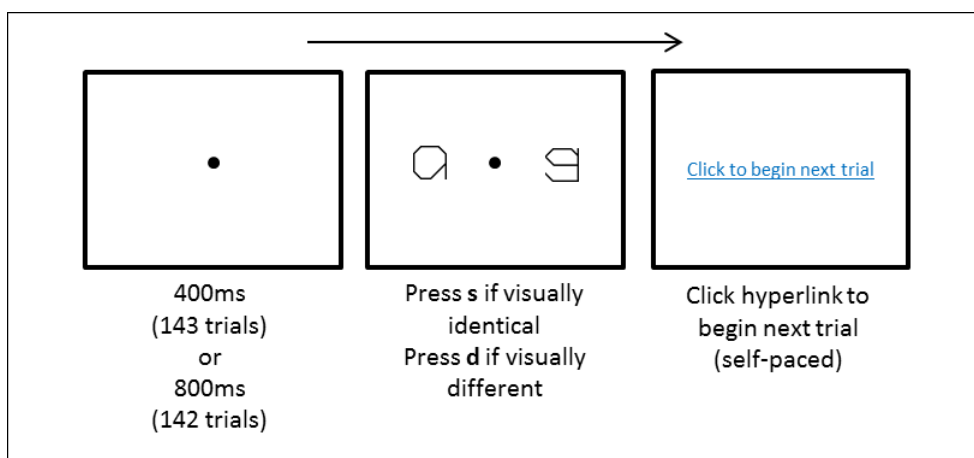 a g
Click to begin next trial
400ms
(143 trials)
or
800ms
(142 trials)
Press s if visually
identical
Press d if visually
different
Click hyperlink to
begin next trial
(self-paced)